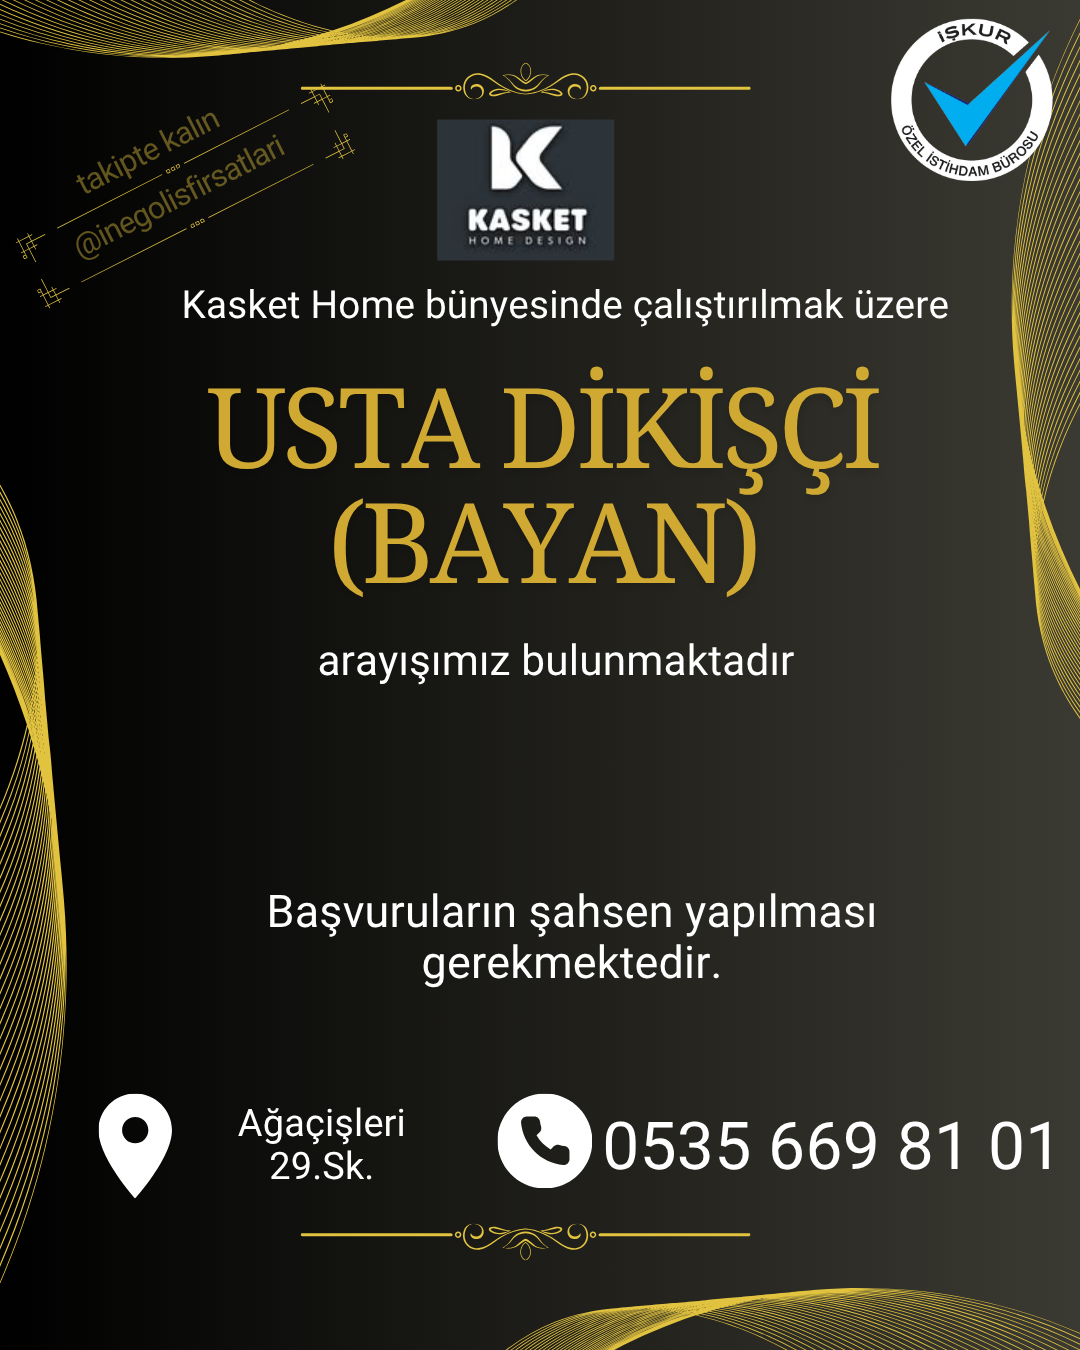 İŞKUR
ÖZEL İSTİHDAM BÜROSU
takipte kalın
@inegolisfirsatlari
KASKET
HOME DESIGN
Kasket Home bünyesinde çalıştırılmak üzere
USTA DİKİŞÇİ
(BAYAN)
arayışımız bulunmaktadır
Başvuruların şahsen yapılması
gerekmektedir.
Ağaçişleri
29.Sk.
0535 669 81 01